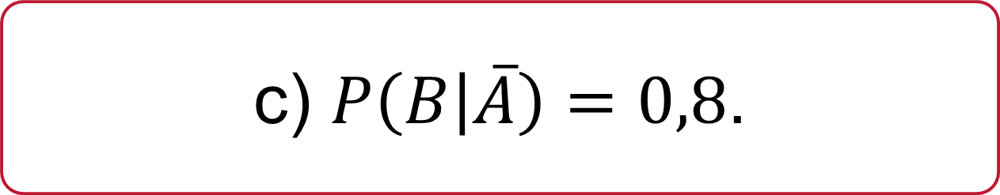 c) P(B|Ā) = 0,8.